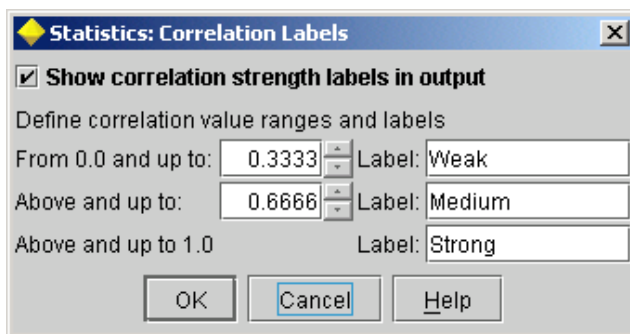 Statistics: Correlation Labels
Show correlation strength labels in output
Define correlation value ranges and labels
From 0.0 and up to: 0.3333 Label: Weak
Above and up to: 0.6666 Label: Medium
Above and up to 1.0 Label: Strong
OK Cancel Help